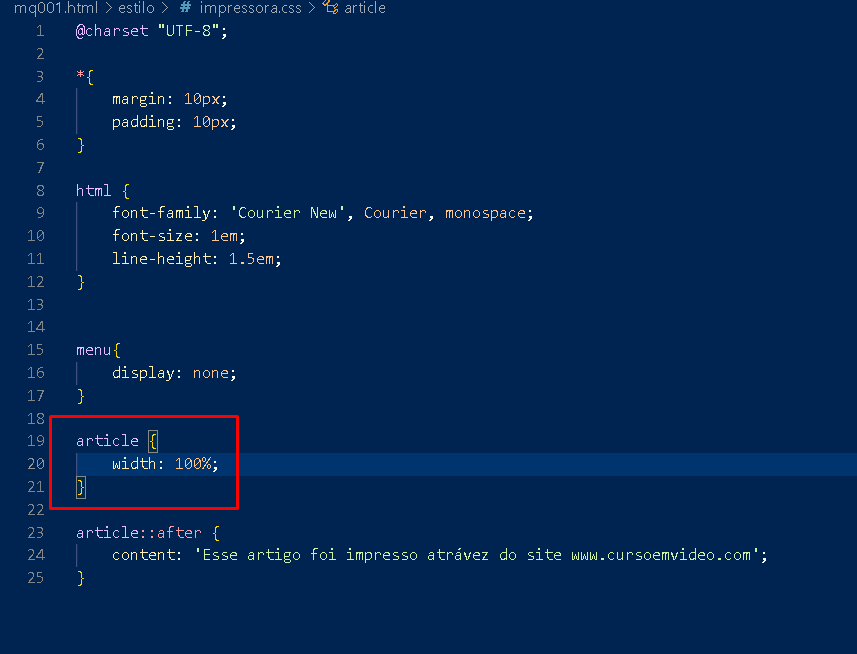 mq001.html > estilo > # impressora.css > article
1 @charset "UTF-8";
2
3 *{
4 margin: 10px;
5 padding: 10px;
6 }
7
8 html {
9 font-family: 'Courier New', Courier, monospace;
10 font-size: 1em;
11 line-height: 1.5em;
12 }
13
14
15 menu{
16 display: none;
17 }
18
19 article {
20 width: 100%;
21 }
22
23 article::after {
24 content: 'Esse artigo foi impresso atrávez do site www.cursoemvideo.com';
25 }